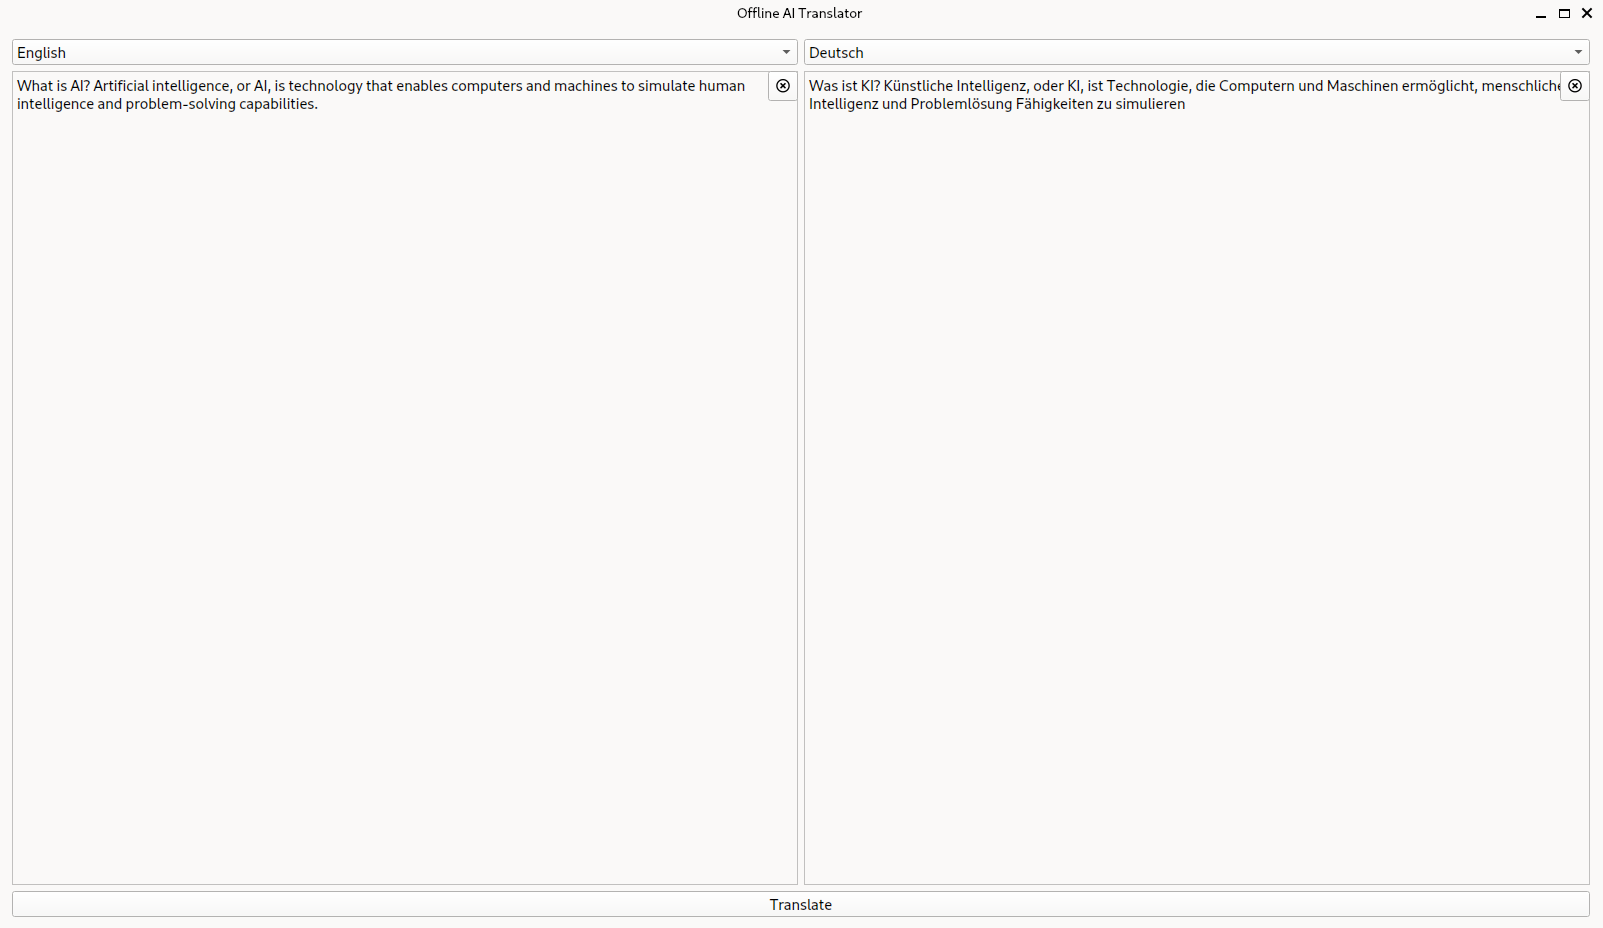 Offline AI Translator
English
Deutsch
What is AI? Artificial intelligence, or AI, is technology that enables computers and machines to simulate human
intelligence and problem-solving capabilities.
Was ist KI? Künstliche Intelligenz, oder KI, ist Technologie, die Computern und Maschinen ermöglicht, menschliche
Intelligenz und Problemlösung Fähigkeiten zu simulieren
Translate